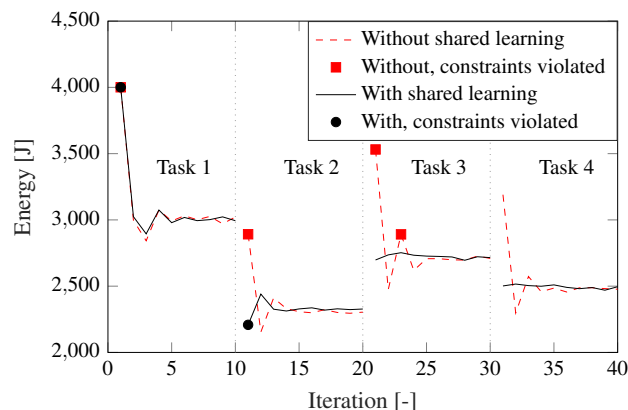 4,500
4,000
3,500
3,000
2,500
2,000
Energy [J]
Without shared learning
Without, constraints violated
With shared learning
With, constraints violated
Task 1
Task 2
Task 3
Task 4
0 5 10 15 20 25 30 35 40
Iteration [-]